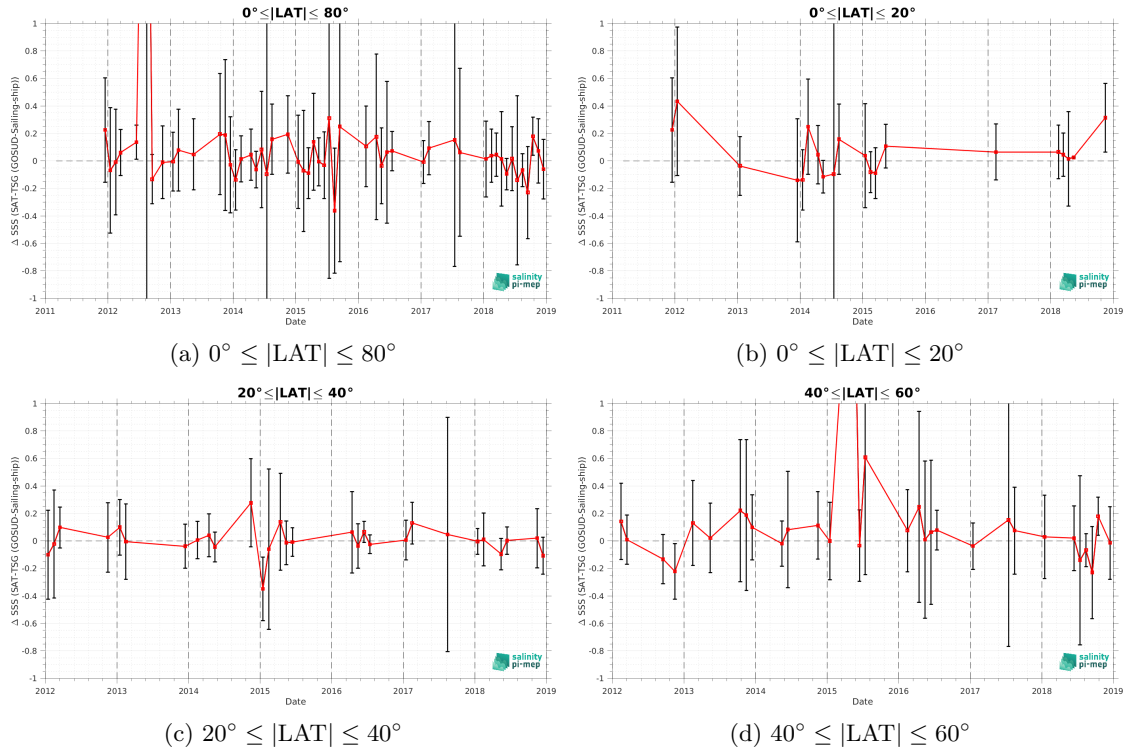 0°≤|LAT|≤ 80°
Δ SSS (SAT-TSG (GOSUD-Sailing-ship))
1
0.8
0.6
0.4
0.2
0
-0.2
-0.4
-0.6
-0.8
-1
2011 2012 2013 2014 2015 2016 2017 2018 2019
Date
salinity
pi-mep
(a) 0° ≤ |LAT| ≤ 80°
0°≤|LAT|≤ 20°
Δ SSS (SAT-TSG (GOSUD-Sailing-ship))
1
0.8
0.6
0.4
0.2
0
-0.2
-0.4
-0.6
-0.8
-1
2011 2012 2013 2014 2015 2016 2017 2018 2019
Date
salinity
pi-mep
(b) 0° ≤ |LAT| ≤ 20°
20°≤|LAT|≤ 40°
Δ SSS (SAT-TSG (GOSUD-Sailing-ship))
1
0.8
0.6
0.4
0.2
0
-0.2
-0.4
-0.6
-0.8
-1
2012 2013 2014 2015 2016 2017 2018 2019
Date
salinity
pi-mep
(c) 20° ≤ |LAT| ≤ 40°
40°≤|LAT|≤ 60°
Δ SSS (SAT-TSG (GOSUD-Sailing-ship))
1
0.8
0.6
0.4
0.2
0
-0.2
-0.4
-0.6
-0.8
-1
2012 2013 2014 2015 2016 2017 2018 2019
Date
salinity
pi-mep
(d) 40° ≤ |LAT| ≤ 60°